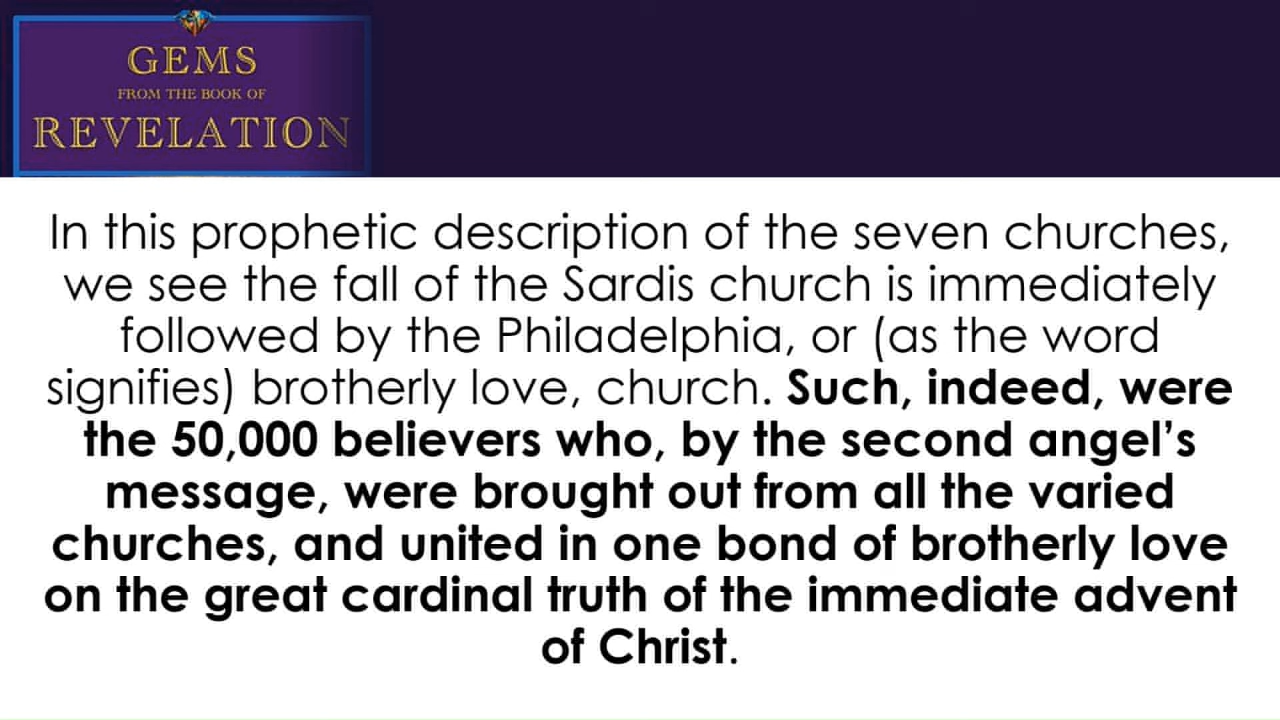 GEMS
FROM THE BOOK OF
REVELATION
In this prophetic description of the seven churches,
we see the fall of the Sardis church is immediately
followed by the Philadelphia, or (as the word
signifies) brotherly love, church. Such, indeed, were
the 50,000 believers who, by the second angel’s
message, were brought out from all the varied
churches, and united in one bond of brotherly love
on the great cardinal truth of the immediate advent
of Christ.